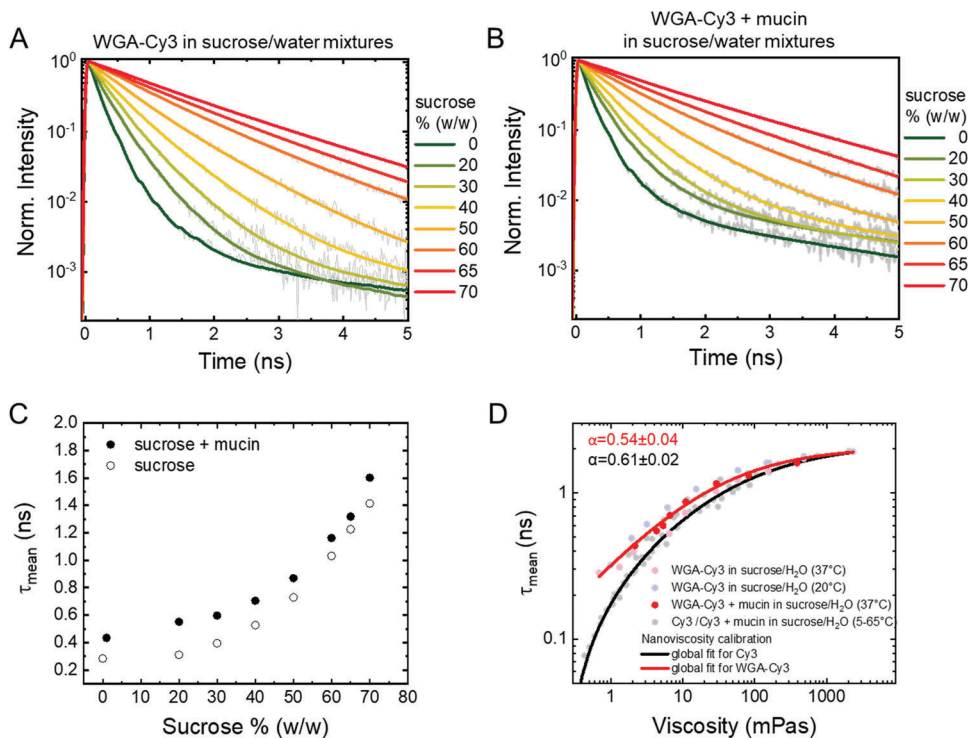 A
WGA-Cy3 in sucrose/water mixtures
Norm. Intensity
10⁰
10⁻¹
10⁻²
10⁻³
0 1 2 3 4 5
Time (ns)
sucrose
% (w/w)
0
20
30
40
50
60
65
70
B
WGA-Cy3 + mucin
in sucrose/water mixtures
Norm. Intensity
10⁰
10⁻¹
10⁻²
10⁻³
0 1 2 3 4 5
Time (ns)
sucrose
% (w/w)
0
20
30
40
50
60
65
70
C
τmean (ns)
2.0
1.8
1.6
1.4
1.2
1.0
0.8
0.6
0.4
0.2
sucrose + mucin
sucrose
0 10 20 30 40 50 60 70 80
Sucrose % (w/w)
D
τmean (ns)
1
0.1
α=0.54±0.04
α=0.61±0.02
WGA-Cy3 in sucrose/H₂O (37°C)
WGA-Cy3 in sucrose/H₂O (20°C)
WGA-Cy3 + mucin in sucrose/H₂O (37°C)
Cy3 /Cy3 + mucin in sucrose/H₂O (5-65°C)
Nanoviscosity calibration
global fit for Cy3
global fit for WGA-Cy3
1 10 100 1000
Viscosity (mPas)